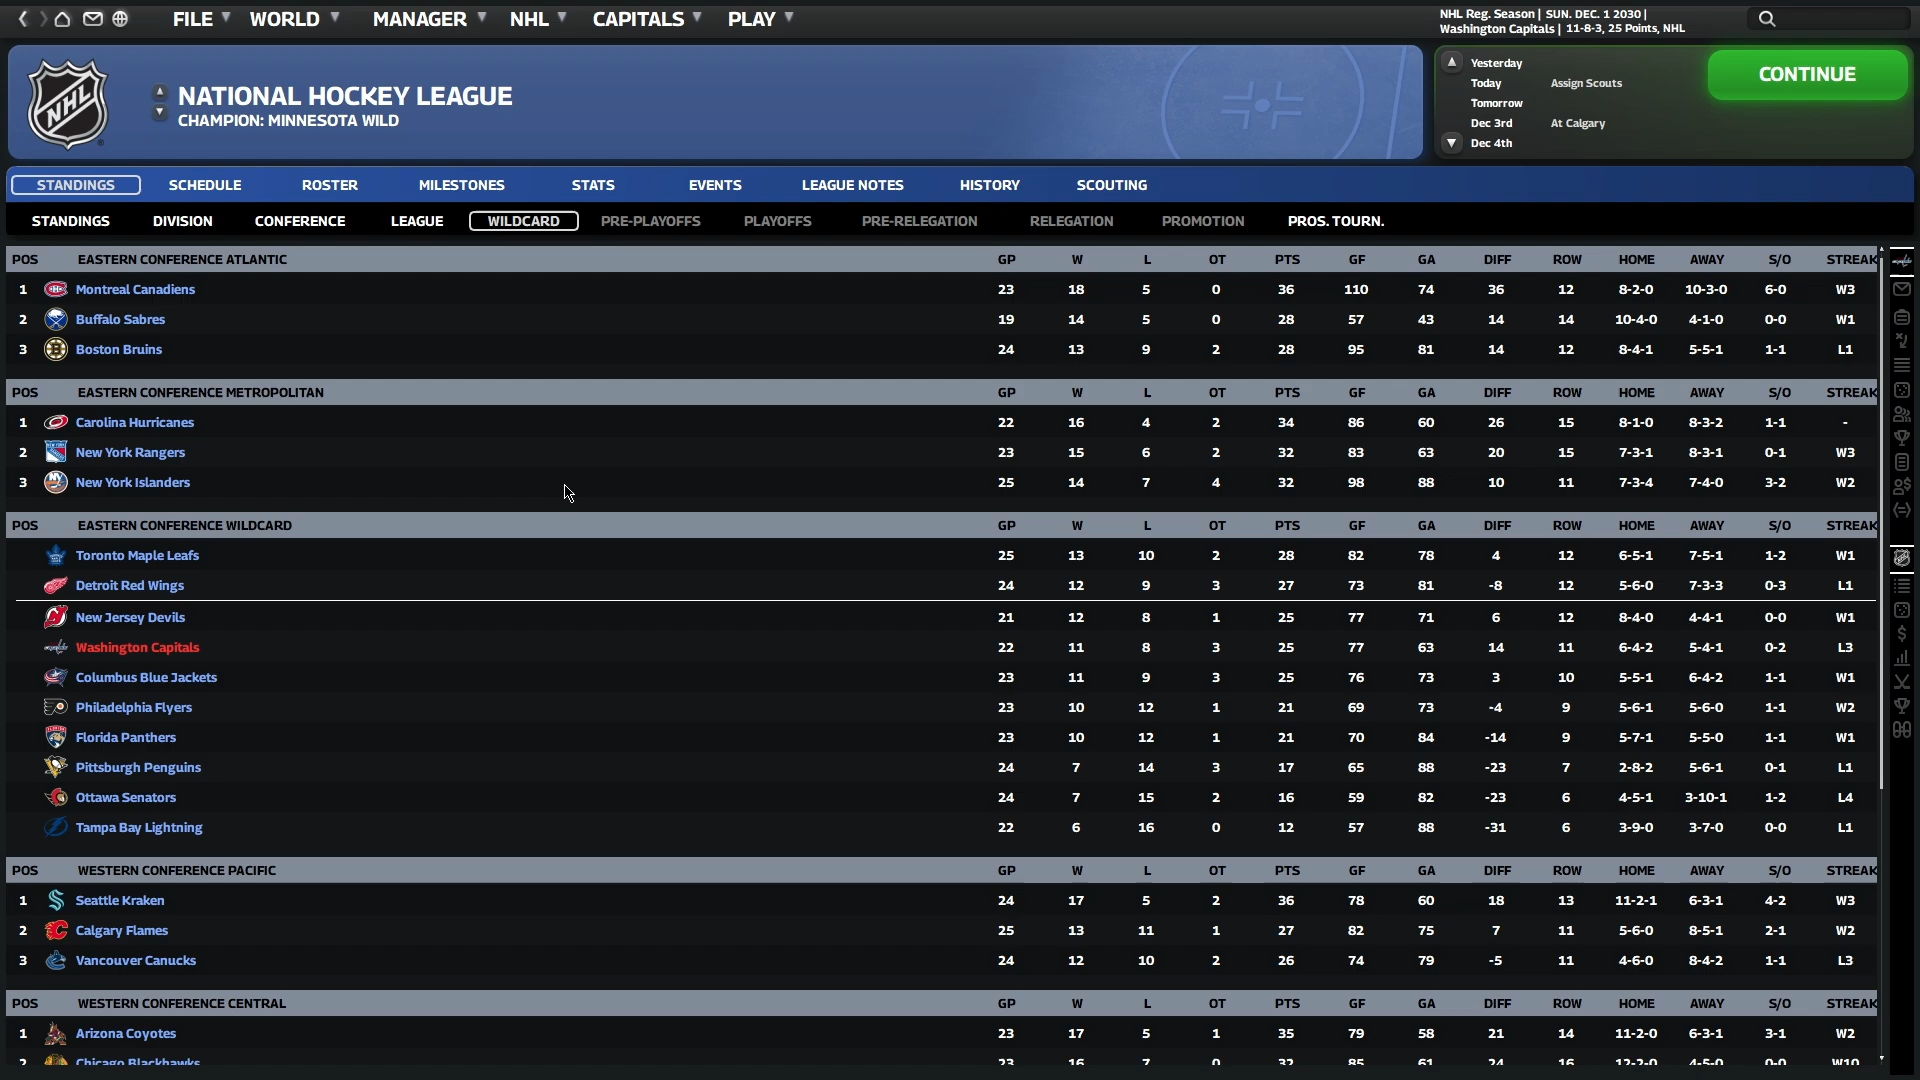 FILE WORLD MANAGER NHL CAPITALS PLAY
NHL Reg. Season | SUN. DEC. 1 2030 |
Washington Capitals | 11-8-3, 25 Points, NHL
NATIONAL HOCKEY LEAGUE
CHAMPION: MINNESOTA WILD
NHL
Yesterday
Today Assign Scouts
Tomorrow
Dec 3rd At Calgary
Dec 4th
CONTINUE
STANDINGS SCHEDULE ROSTER MILESTONES STATS EVENTS LEAGUE NOTES HISTORY SCOUTING
STANDINGS DIVISION CONFERENCE LEAGUE WILDCARD PRE-PLAYOFFS PLAYOFFS PRE-RELEGATION RELEGATION PROMOTION PROS. TOURN.
POS EASTERN CONFERENCE ATLANTIC GP W L OT PTS GF GA DIFF ROW HOME AWAY S/O STREAK
1 Montreal Canadiens 23 18 5 0 36 110 74 36 12 8-2-0 10-3-0 6-0 W3
2 Buffalo Sabres 19 14 5 0 28 57 43 14 14 10-4-0 4-1-0 0-0 W1
3 Boston Bruins 24 13 9 2 28 95 81 14 12 8-4-1 5-5-1 1-1 L1
POS EASTERN CONFERENCE METROPOLITAN GP W L OT PTS GF GA DIFF ROW HOME AWAY S/O STREAK
1 Carolina Hurricanes 22 16 4 2 34 86 60 26 15 8-1-0 8-3-2 1-1 -
2 New York Rangers 23 15 6 2 32 83 63 20 15 7-3-1 8-3-1 0-1 W3
3 New York Islanders 25 14 7 4 32 98 88 10 11 7-3-4 7-4-0 3-2 W2
POS EASTERN CONFERENCE WILDCARD GP W L OT PTS GF GA DIFF ROW HOME AWAY S/O STREAK
Toronto Maple Leafs 25 13 10 2 28 82 78 4 12 6-5-1 7-5-1 1-2 W1
Detroit Red Wings 24 12 9 3 27 73 81 -8 12 5-6-0 7-3-3 0-3 L1
New Jersey Devils 21 12 8 1 25 77 71 6 12 8-4-0 4-4-1 0-0 W1
Washington Capitals 22 11 8 3 25 77 63 14 11 6-4-2 5-4-1 0-2 L3
Columbus Blue Jackets 23 11 9 3 25 76 73 3 10 5-5-1 6-4-2 1-1 W1
Philadelphia Flyers 23 10 12 1 21 69 73 -4 9 5-6-1 5-6-0 1-1 W2
Florida Panthers 23 10 12 1 21 70 84 -14 9 5-7-1 5-5-0 1-1 W1
Pittsburgh Penguins 24 7 14 3 17 65 88 -23 7 2-8-2 5-6-1 0-1 L1
Ottawa Senators 24 7 15 2 16 59 82 -23 6 4-5-1 3-10-1 1-2 L4
Tampa Bay Lightning 22 6 16 0 12 57 88 -31 6 3-9-0 3-7-0 0-0 L1
POS WESTERN CONFERENCE PACIFIC GP W L OT PTS GF GA DIFF ROW HOME AWAY S/O STREAK
1 Seattle Kraken 24 17 5 2 36 78 60 18 13 11-2-1 6-3-1 4-2 W3
2 Calgary Flames 25 13 11 1 27 82 75 7 11 5-6-0 8-5-1 2-1 W2
3 Vancouver Canucks 24 12 10 2 26 74 79 -5 11 4-6-0 8-4-2 1-1 L3
POS WESTERN CONFERENCE CENTRAL GP W L OT PTS GF GA DIFF ROW HOME AWAY S/O STREAK
1 Arizona Coyotes 23 17 5 1 35 79 58 21 14 11-2-0 6-3-1 3-1 W2
2 Chicago Blackhawks 23 16 7 0 32 85 61 24 16 12-2-0 4-5-0 0-0 W10